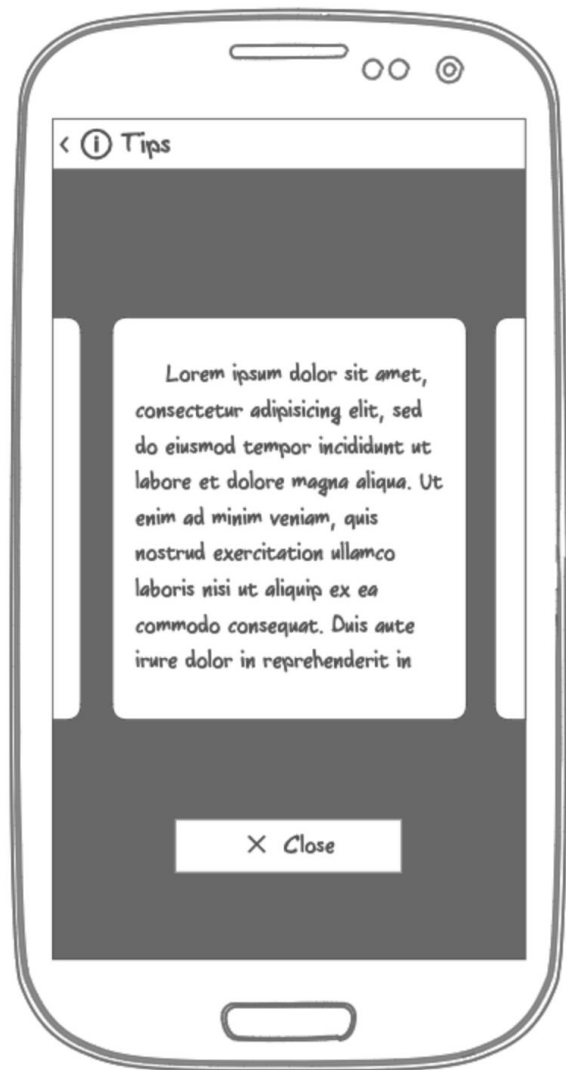 Tips
Lorem ipsum dolor sit amet,
consectetur adipisicing elit, sed
do eiusmod tempor incididunt ut
labore et dolore magna aliqua. Ut
enim ad minim veniam, quis
nostrud exercitation ullamco
laboris nisi ut aliquip ex ea
commodo consequat. Duis aute
irure dolor in reprehenderit in
Close